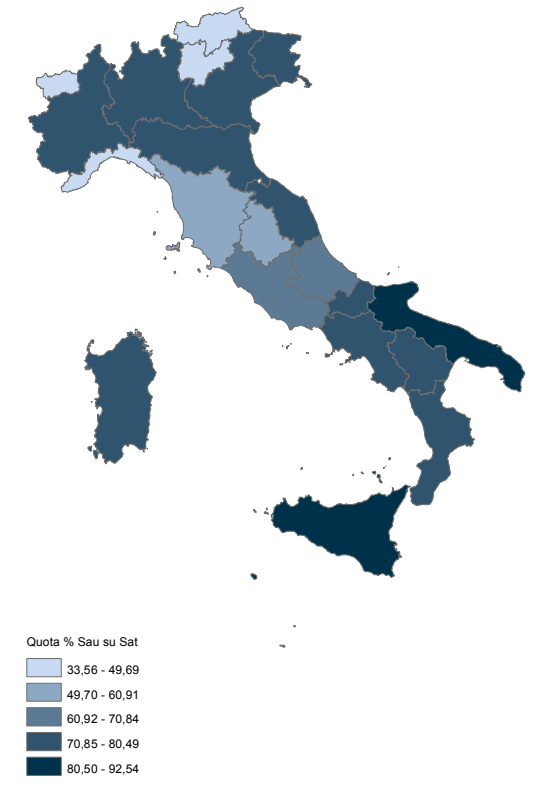 Quota % Sau su Sat
33,56 - 49,69
49,70 - 60,91
60,92 - 70,84
70,85 - 80,49
80,50 - 92,54